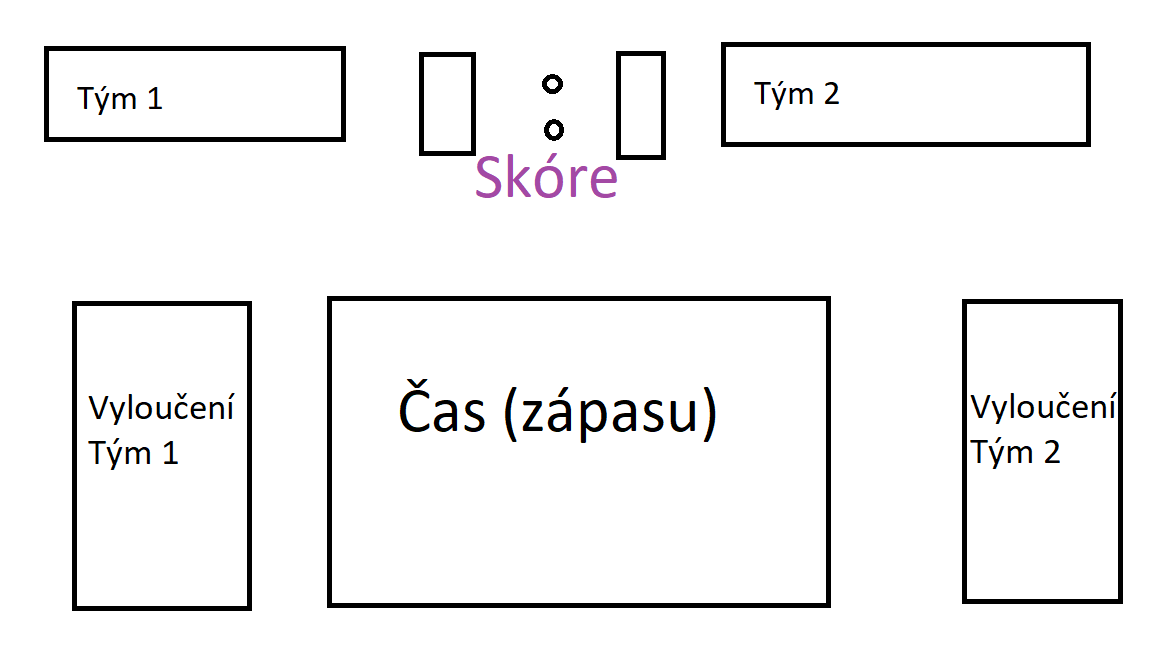 Tým 1
:
Tým 2
Skóre
Vyloučení
Tým 1
Čas (zápasu)
Vyloučení
Tým 2